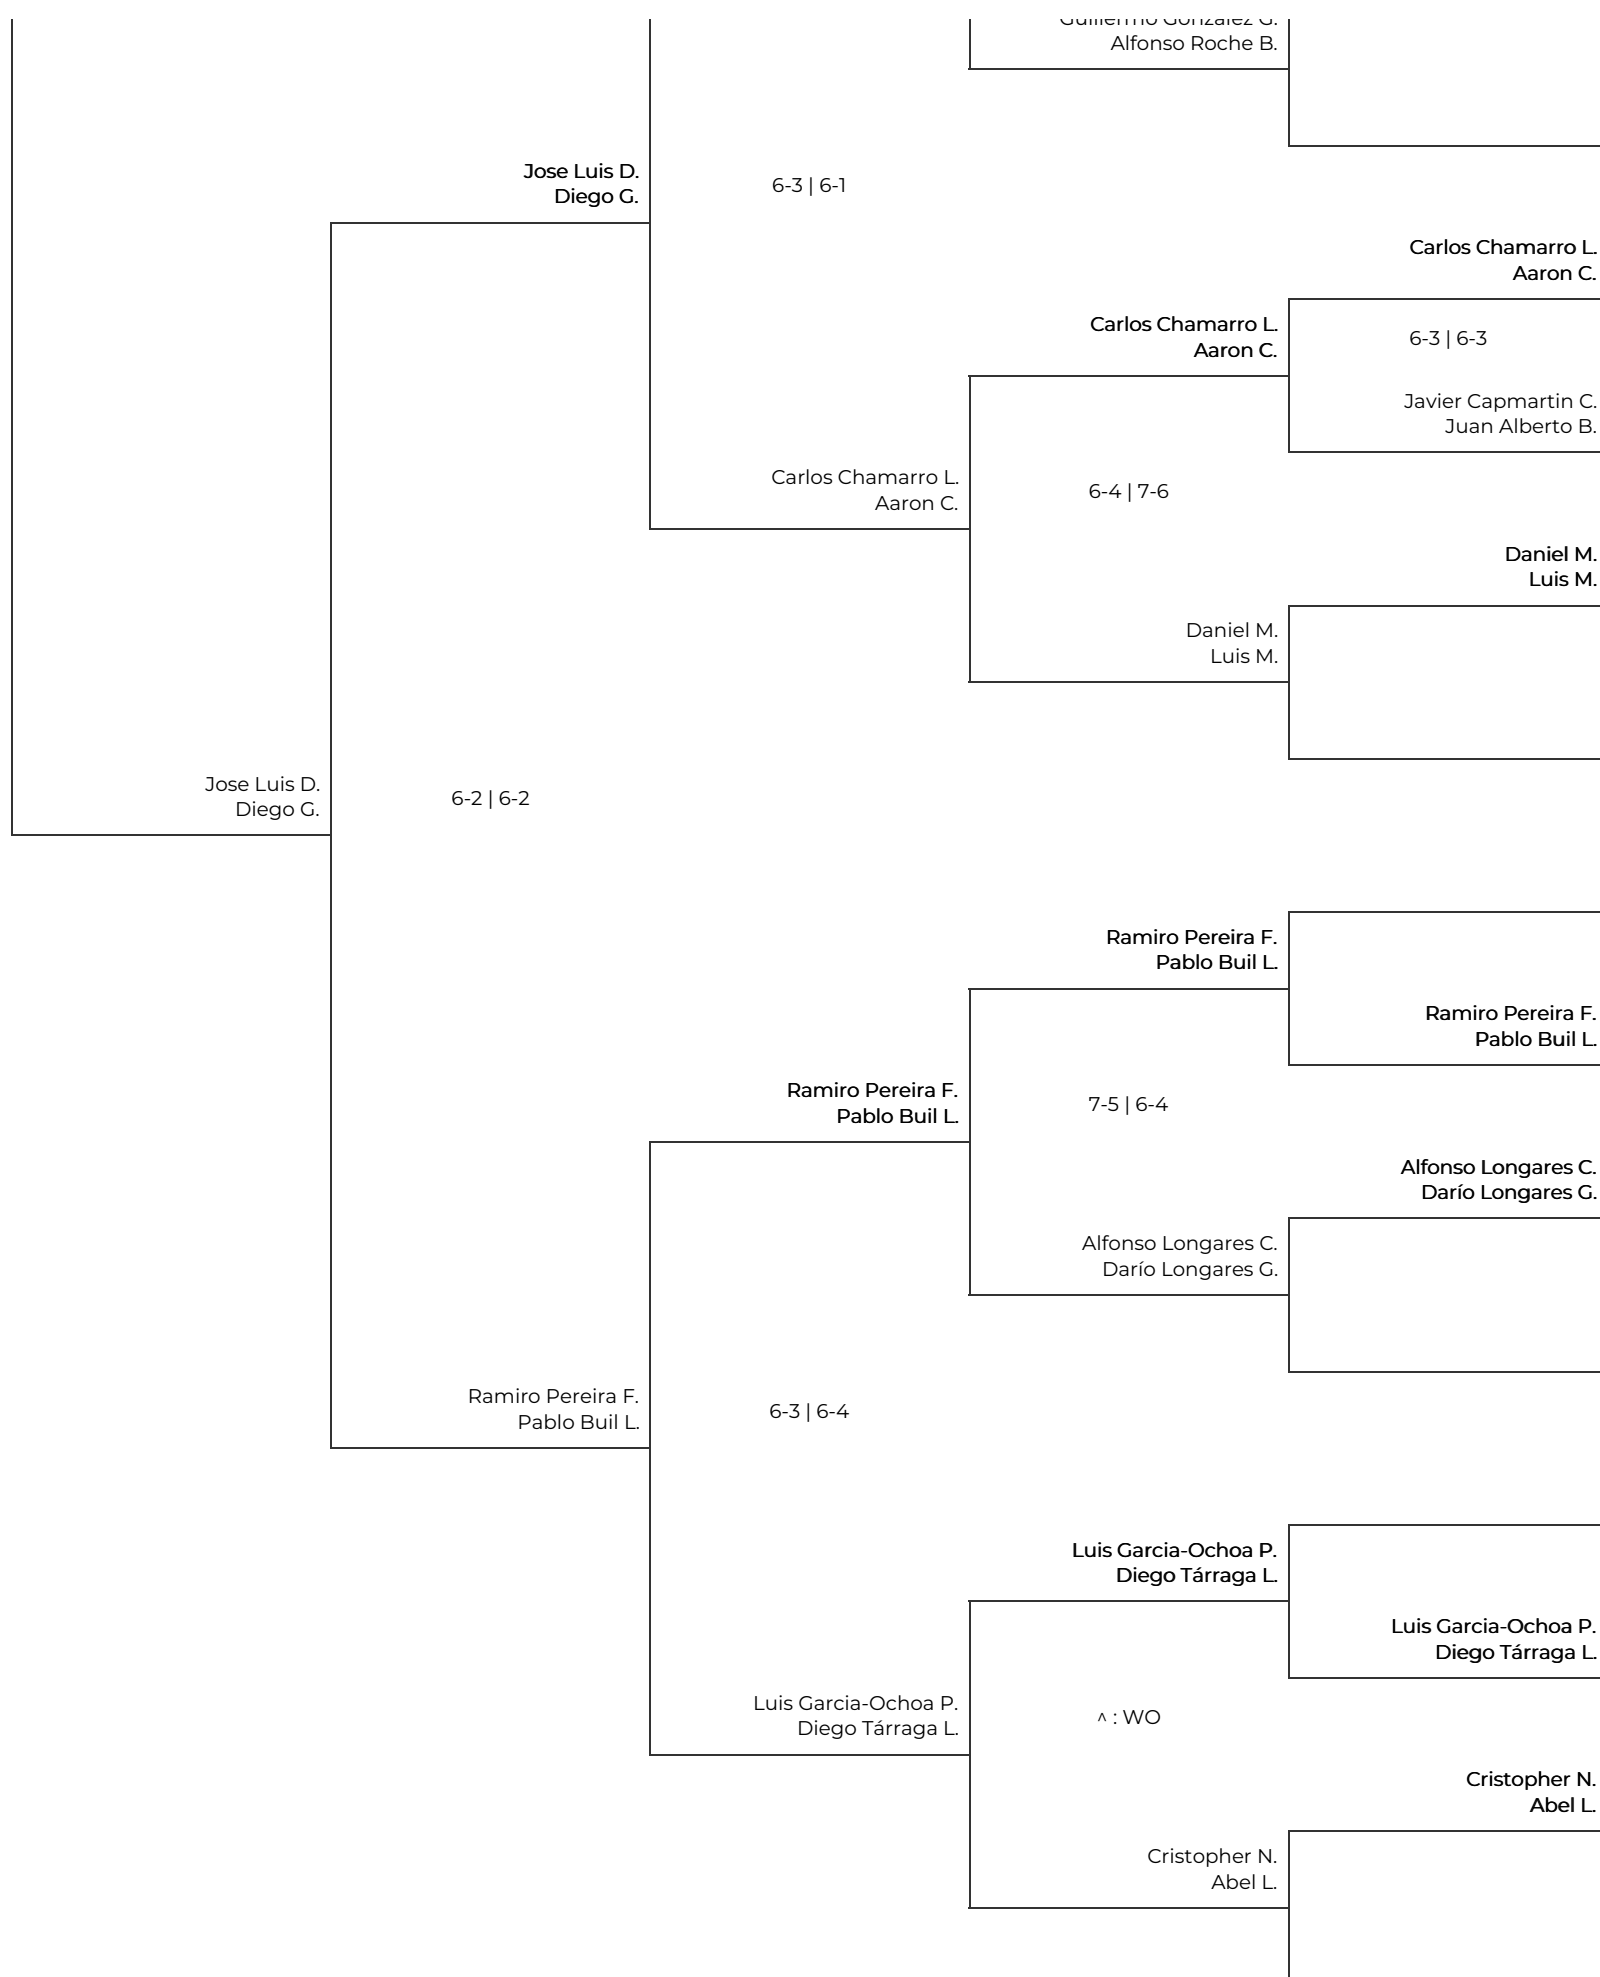 Guillermo González G.
Alfonso Roche B.
Jose Luis D.
Diego G.
6-3 | 6-1
Carlos Chamarro L.
Aaron C.
Carlos Chamarro L.
Aaron C.
6-3 | 6-3
Javier Capmartin C.
Juan Alberto B.
Carlos Chamarro L.
Aaron C.
6-4 | 7-6
Daniel M.
Luis M.
Daniel M.
Luis M.
Jose Luis D.
Diego G.
6-2 | 6-2
Ramiro Pereira F.
Pablo Buil L.
Ramiro Pereira F.
Pablo Buil L.
Ramiro Pereira F.
Pablo Buil L.
7-5 | 6-4
Alfonso Longares C.
Darío Longares G.
Alfonso Longares C.
Darío Longares G.
Ramiro Pereira F.
Pablo Buil L.
6-3 | 6-4
Luis Garcia-Ochoa P.
Diego Tárraga L.
Luis Garcia-Ochoa P.
Diego Tárraga L.
Luis Garcia-Ochoa P.
Diego Tárraga L.
^ : WO
Cristopher N.
Abel L.
Cristopher N.
Abel L.